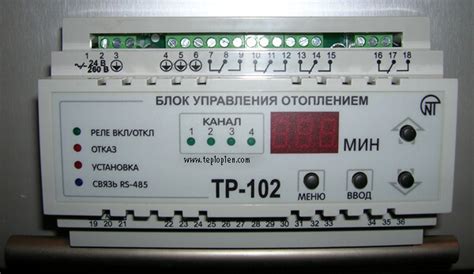 1 2 3 4 5 6 7 8 9 10 11 12 13 14 15 16 17 18
24 В
260 В
БЛОК УПРАВЛЕНИЯ ОТОПЛЕНИЕМ
NT
КАНАЛ
1 2 3 4
РЕЛЕ ВКЛ/ОТКЛ
ОТКАЗ
УСТАНОВКА
СВЯЗЬ RS-485
www.teploplen.com
МИН
ТР-102
МЕНЮ
ВВОД
19 20 21 22 23 24 25 26 27 28 29 30 31 32 33 34 35 36